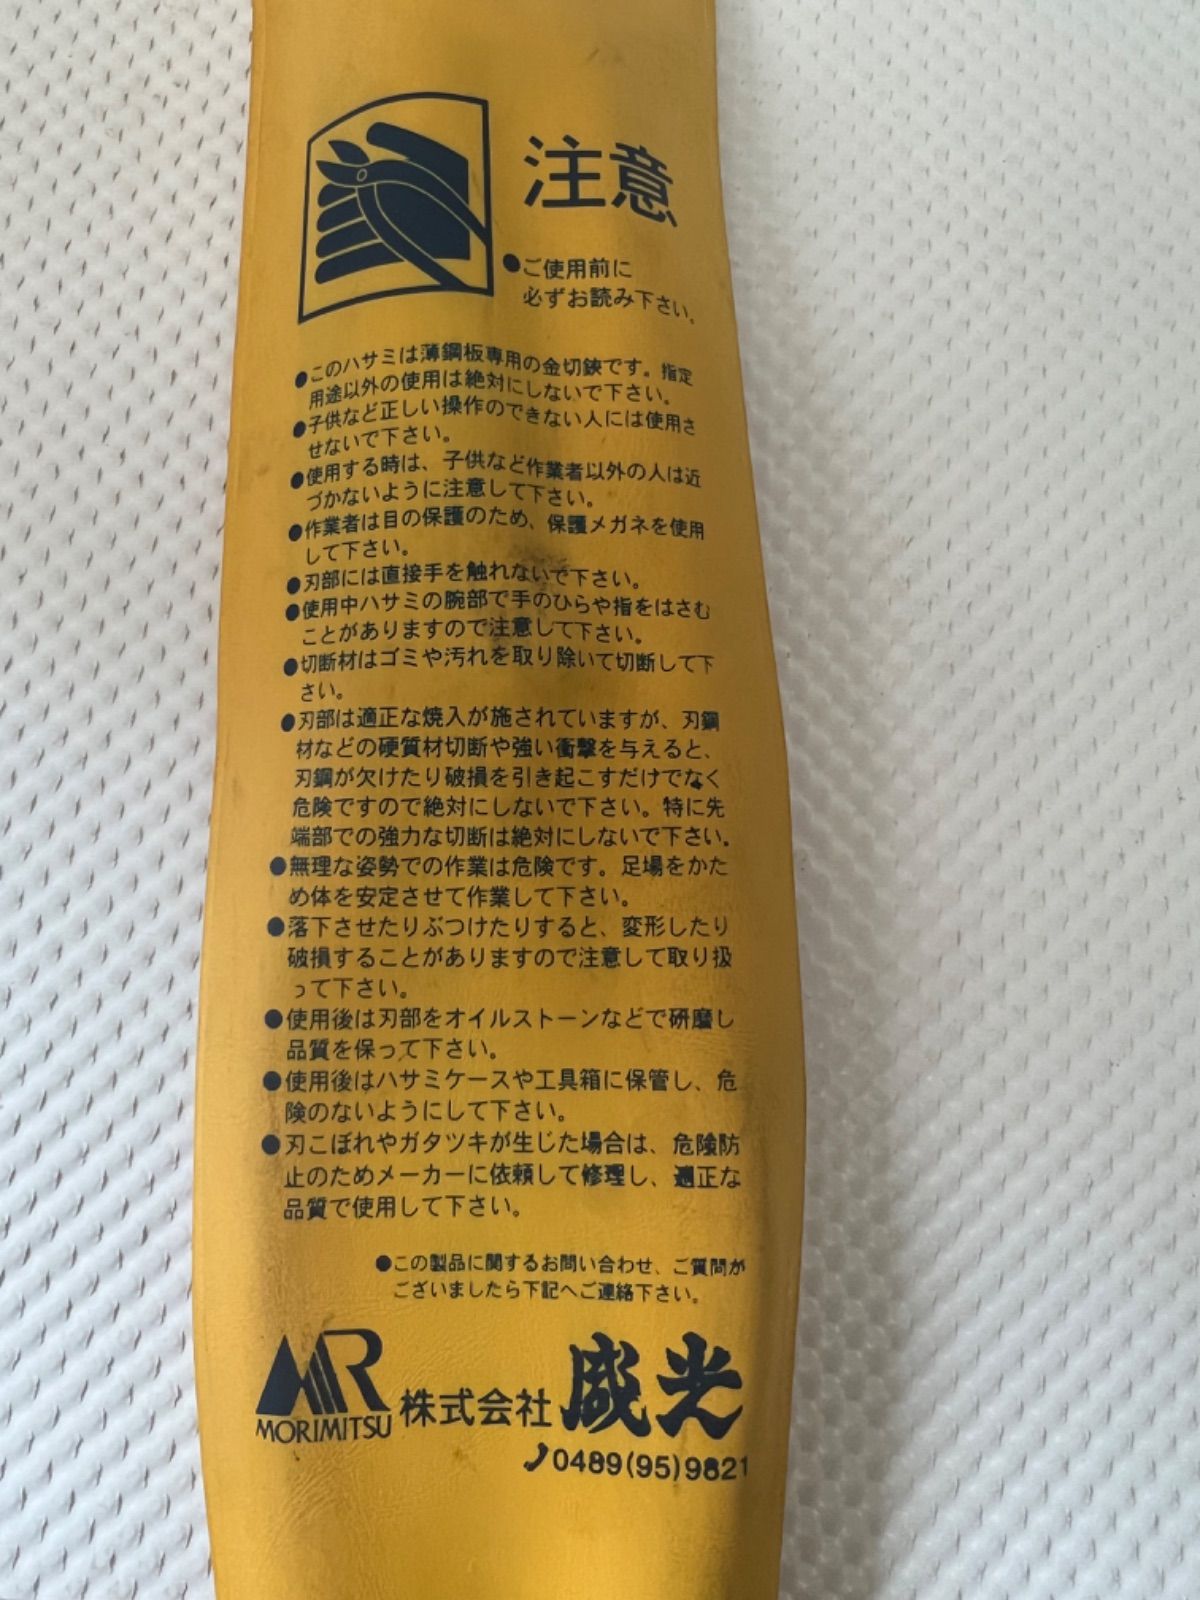 注意
●ご使用前に
必ずお読み下さい。
●このハサミは薄鋼板専用の金切鋏です。指定
用途以外の使用は絶対にしないで下さい。
●子供など正しい操作のできない人には使用さ
せないで下さい。
●使用する時は、子供など作業者以外の人は近
づかないように注意して下さい。
●作業者は目の保護のため、保護メガネを使用
して下さい。
●刃部には直接手を触れないで下さい。
●使用中ハサミの腕部で手のひらや指をはさむ
ことがありますので注意して下さい。
●切断材はゴミや汚れを取り除いて切断して下
さい。
●刃部は適正な焼入が施されていますが、刃鋼
材などの硬質材切断や強い衝撃を与えると、
刃鋼が欠けたり破損を引き起こすだけでなく
危険ですので絶対にしないで下さい。特に先
端部での強力な切断は絶対にしないで下さい。
●無理な姿勢での作業は危険です。足場をかた
め体を安定させて作業して下さい。
●落下させたりぶつけたりすると、変形したり
破損することがありますので注意して取り扱
って下さい。
●使用後は刃部をオイルストーンなどで研磨し
品質を保って下さい。
●使用後はハサミケースや工具箱に保管し、危
険のないようにして下さい。
●刃こぼれやガタツキが生じた場合は、危険防
止のためメーカーに依頼して修理し、適正な
品質で使用して下さい。
●この製品に関するお問い合わせ、ご質問が
ございましたら下記へご連絡下さい。
MR
MORIMITSU 株式会社 盛光
0489(95)9821